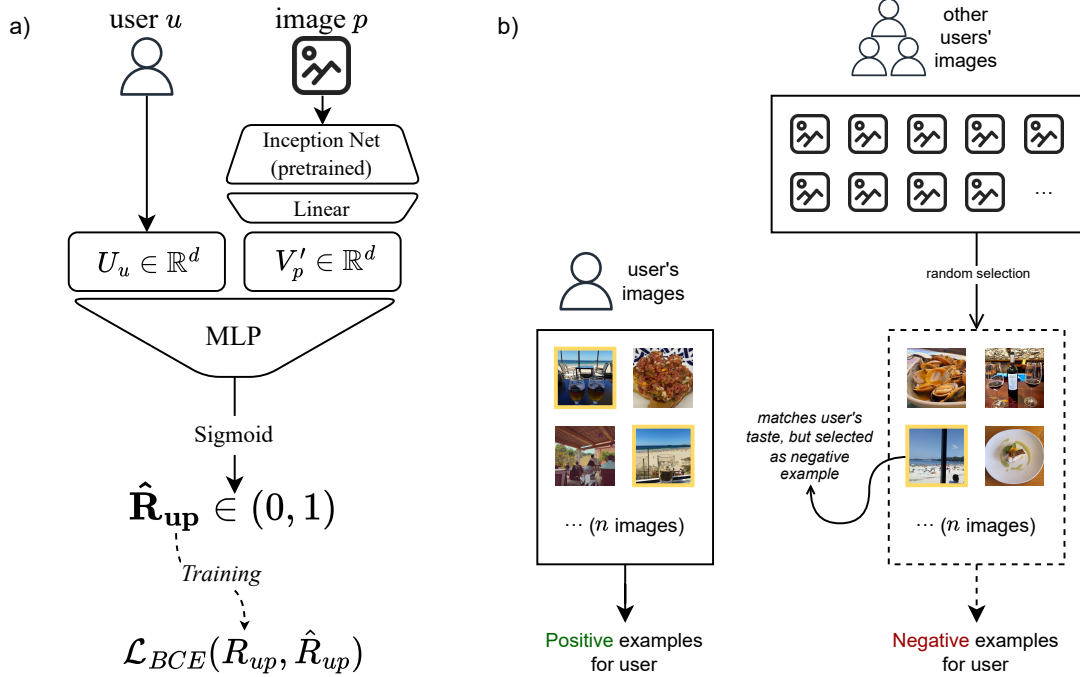 a)
user u
image p
Inception Net
(pretrained)
Linear
U_u ∈ ℝ^d
V'_p ∈ ℝ^d
MLP
Sigmoid
R̂_up ∈ (0, 1)
Training
ℒ_BCE(R_up, R̂_up)
b)
other
users'
images
...
random selection
user's
images
matches user's
taste, but selected
as negative
example
... (n images)
... (n images)
Positive examples
for user
Negative examples
for user